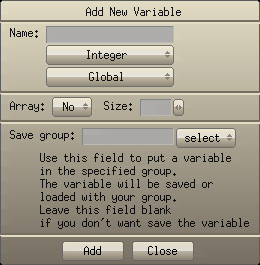 Add New Variable
Name:
Integer
Global
Array: No Size:
Save group: select
Use this field to put a variable
in the specified group.
The variable will be saved or
loaded with your group.
Leave this field blank
if you don't want save the variable
Add Close